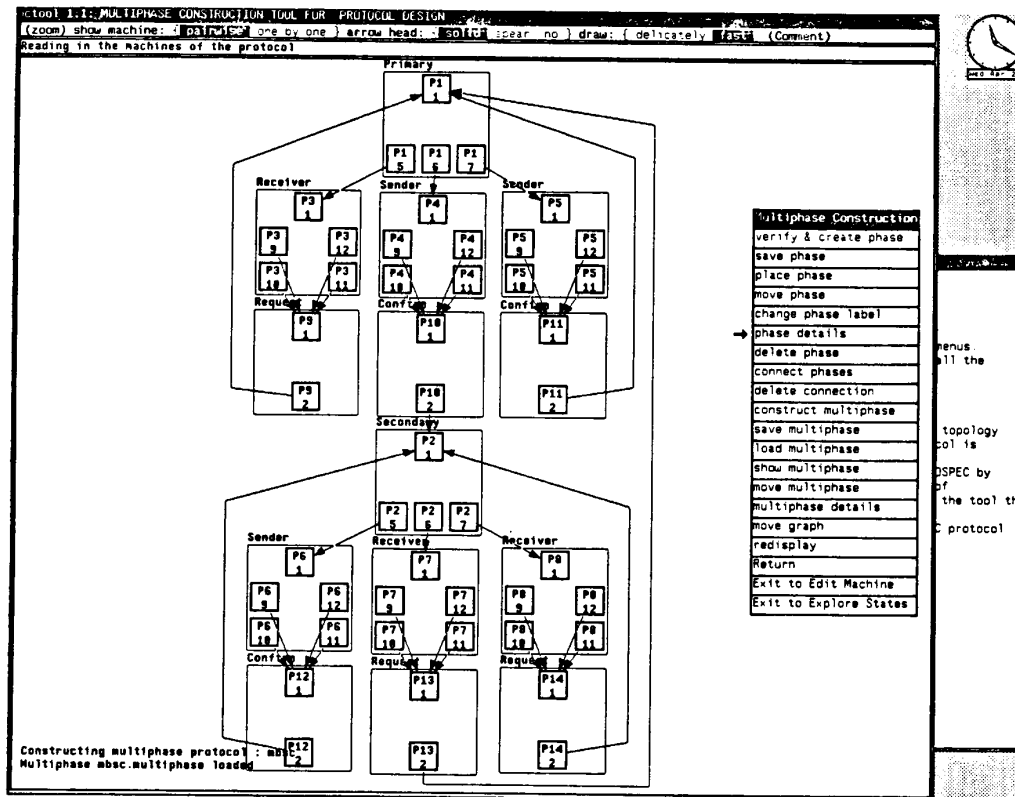 ctool 1.1: MULTIPHASE CONSTRUCTION TOOL FOR PROTOCOL DESIGN
(zoom) show machine: { pairwise one by one } arrow head: { solid spear no } draw: { delicately fast } (Comment)
Reading in the machines of the protocol
Wed Apr 2
Primary
P1 1
P1 5 P1 6 P1 7
Receiver Sender Sender
P3 1 P4 1 P5 1
P3 9 P3 12 P4 9 P4 12 P5 9 P5 12
P3 10 P3 11 P4 10 P4 11 P5 10 P5 11
Request Confirm Confirm
P9 1 P10 1 P11 1
P9 2 P10 2 P11 2
Secondary
P2 1
P2 5 P2 6 P2 7
Sender Receiver Receiver
P6 1 P7 1 P8 1
P6 9 P6 12 P7 9 P7 12 P8 9 P8 12
P6 10 P6 11 P7 10 P7 11 P8 10 P8 11
Confirm Request Request
P12 1 P13 1 P14 1
P12 2 P13 2 P14 2
Constructing multiphase protocol : mbsc
Multiphase mbsc.multiphase loaded
Multiphase Construction
verify & create phase
save phase
place phase
move phase
change phase label
phase details
delete phase
connect phases
delete connection
construct multiphase
save multiphase
load multiphase
show multiphase
move multiphase
multiphase details
move graph
redisplay
Return
Exit to Edit Machine
Exit to Explore States
menus.
all the
topology
col is
OSPEC by
of
the tool th
C protocol